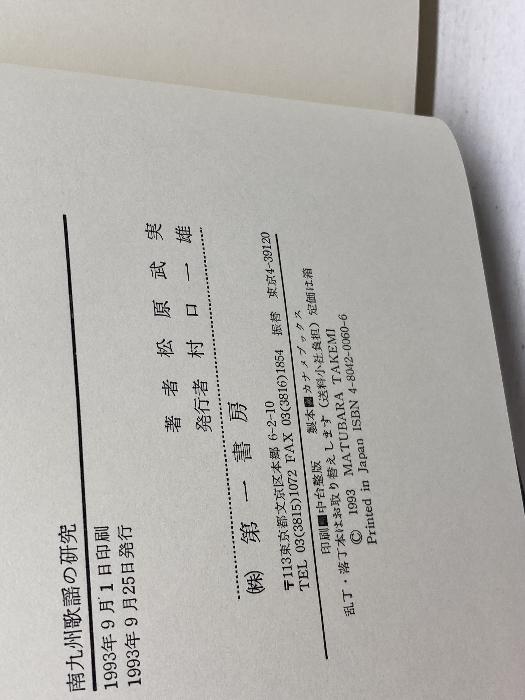 南九州歌謡の研究
1993年9月1日印刷
1993年9月25日発行
著者 松原武実
発行者 村口一雄
(株) 第一書房
〒113東京都文京区本郷 6-2-10
TEL 03(3815)1072 FAX 03(3816)1854 振替 東京4-39120
印刷■中台整版 製本■カナメブックス
乱丁・落丁本はお取り替えします(送料小社負担) 定価は箱
© 1993 MATUBARA TAKEMI
Printed in Japan ISBN 4-8042-0060-6